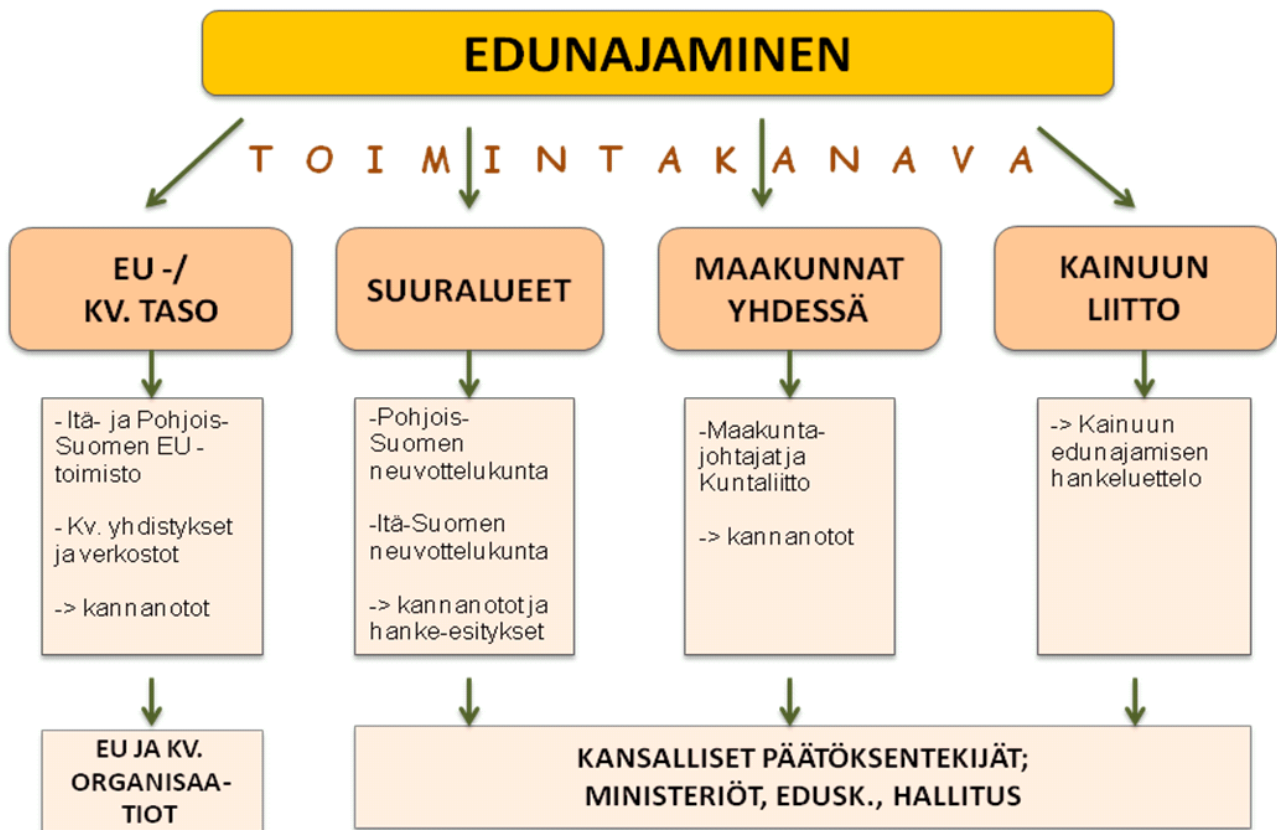 EDUNAJAMINEN
TOIMINTAKANAVA
EU -/
KV. TASO
SUURALUEET
MAAKUNNAT
YHDESSÄ
KAINUUN
LIITTO
- Itä- ja Pohjois-
Suomen EU -
toimisto
- Kv. yhdistykset
ja verkostot
-> kannanotot
-Pohjois-
Suomen
neuvottelukunta
-Itä-Suomen
neuvottelukunta
-> kannanotot ja
hanke-esitykset
-Maakunta-
johtajat ja
Kuntaliitto
-> kannanotot
-> Kainuun
edunajamisen
hankeluettelo
EU JA KV.
ORGANISAA-
TIOT
KANSALLISET PÄÄTÖKSENTEKIJÄT;
MINISTERIÖT, EDUSK., HALLITUS